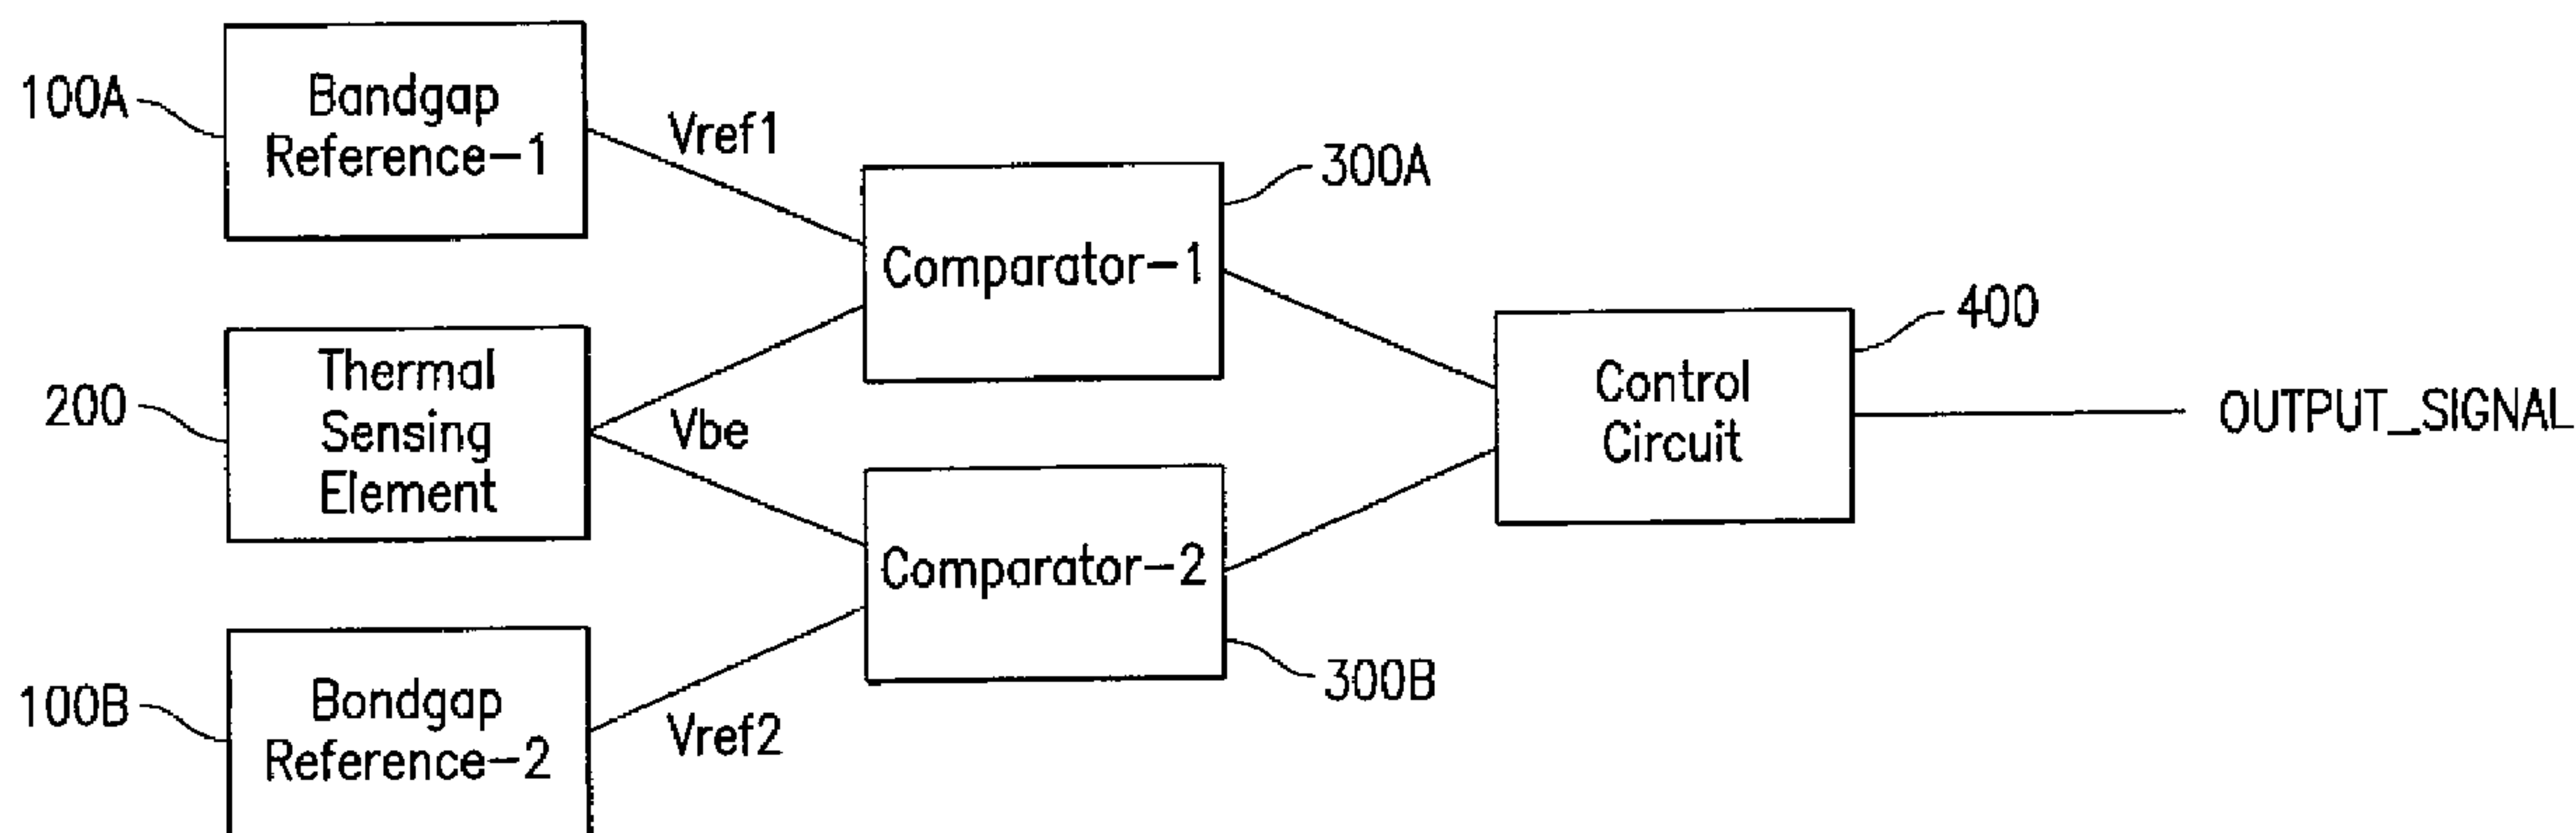 100A
Bandgap
Reference-1
Vref1
300A
Comparator-1
200
Thermal
Sensing
Element
Vbe
400
Control
Circuit
OUTPUT_SIGNAL
Comparator-2
300B
100B
Bondgap
Reference-2
Vref2